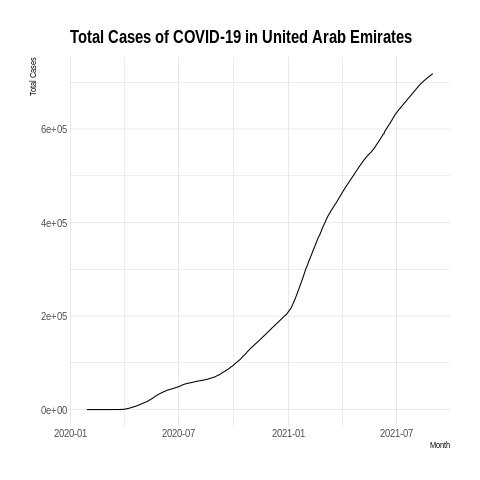 Total Cases of COVID-19 in United Arab Emirates
Total Cases
6e+05
4e+05
2e+05
0e+00
2020-01 2020-07 2021-01 2021-07
Month